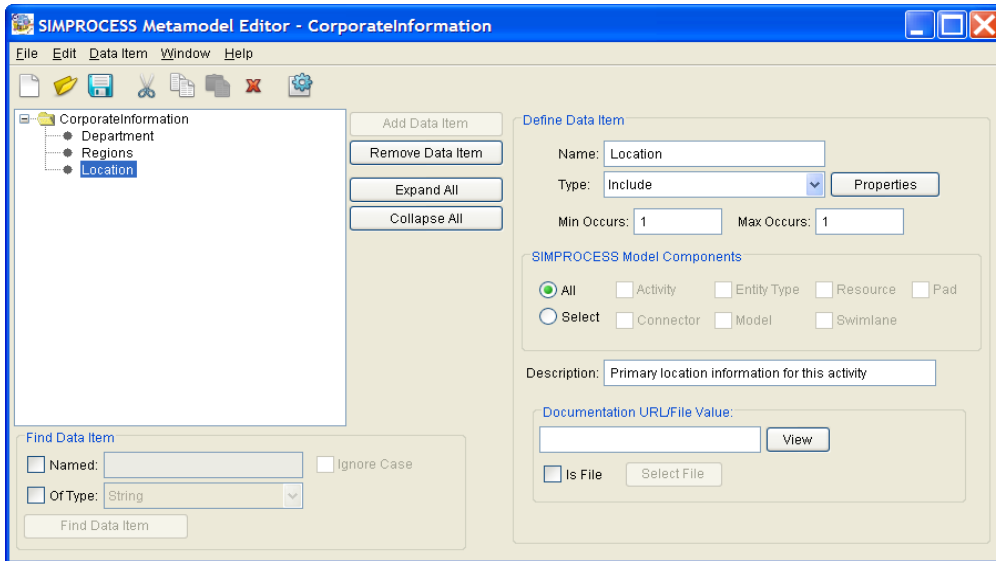 SIMPROCESS Metamodel Editor - CorporateInformation
File Edit Data Item Window Help
CorporateInformation
Department
Regions
Location
Add Data Item
Remove Data Item
Expand All
Collapse All
Define Data Item
Name: Location
Type: Include Properties
Min Occurs: 1 Max Occurs: 1
SIMPROCESS Model Components
All Activity Entity Type Resource Pad
Select Connector Model Swimlane
Description: Primary location information for this activity
Documentation URL/File Value:
View
Is File Select File
Find Data Item
Named: Ignore Case
Of Type: String
Find Data Item